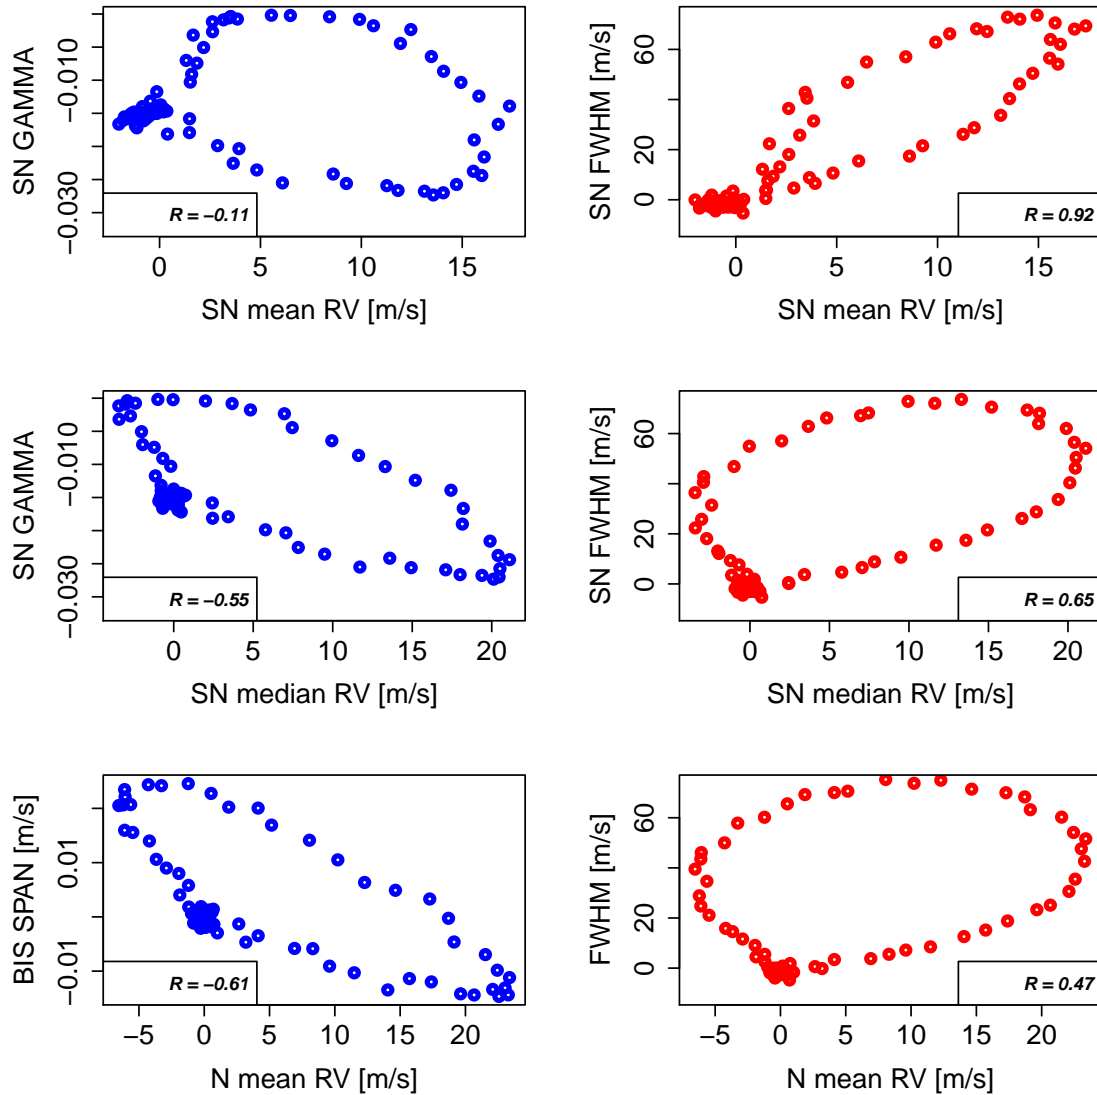 SN GAMMA
−0.030
−0.010
R = −0.11
0 5 10 15
SN mean RV [m/s]
SN FWHM [m/s]
0 20 60
R = 0.92
0 5 10 15
SN mean RV [m/s]
SN GAMMA
−0.030
−0.010
R = −0.55
0 5 10 15 20
SN median RV [m/s]
SN FWHM [m/s]
0 20 60
R = 0.65
0 5 10 15 20
SN median RV [m/s]
BIS SPAN [m/s]
−0.01 0.01
R = −0.61
−5 0 5 10 15 20
N mean RV [m/s]
FWHM [m/s]
0 20 60
R = 0.47
−5 0 5 10 15 20
N mean RV [m/s]